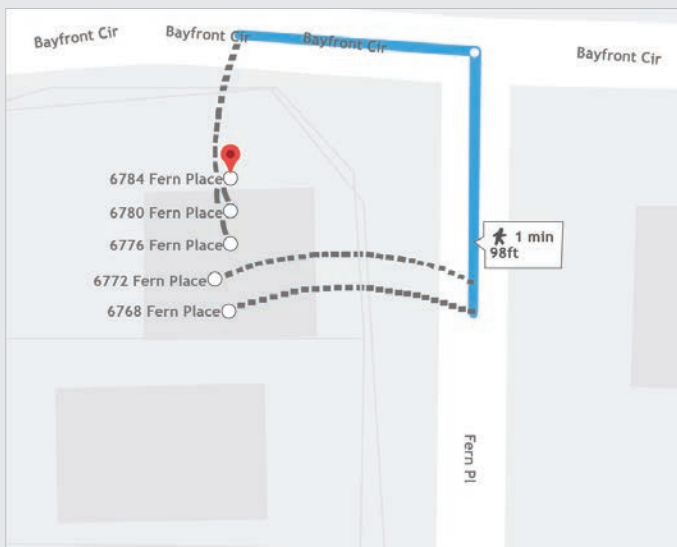 Bayfront Cir
Bayfront Cir
Bayfront Cir
Bayfront Cir
6784 Fern Place
6780 Fern Place
6776 Fern Place
1 min
98ft
6772 Fern Place
6768 Fern Place
Fern Pl